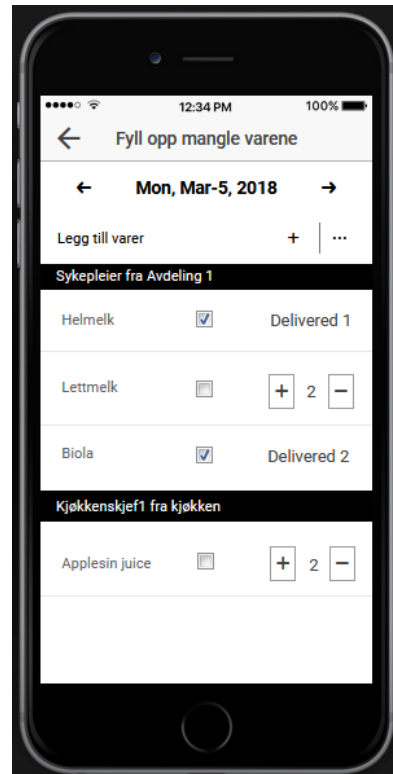 12:34 PM 100%
← Fyll opp mangle varene
← Mon, Mar-5, 2018 →
Legg till varer + ...
Sykepleier fra Avdeling 1
Helmelk Delivered 1
Lettmelk + 2 −
Biola Delivered 2
Kjøkkenskjef1 fra kjøkken
Applesin juice + 2 −